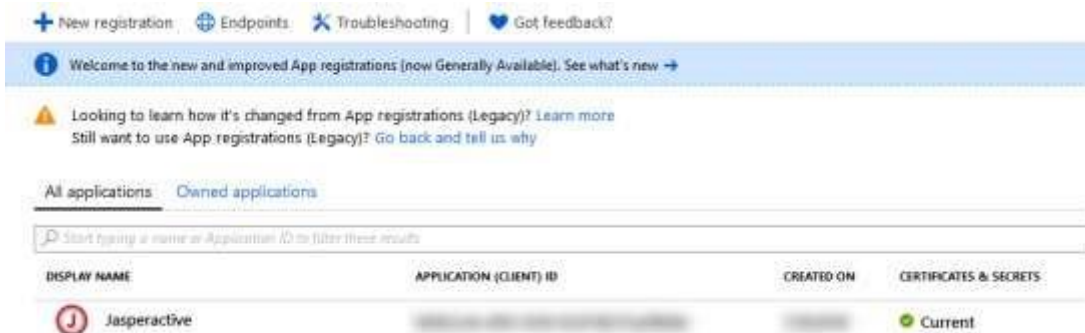 New registration Endpoints Troubleshooting Got feedback?
Welcome to the new and improved App registrations (now Generally Available). See what's new →
Looking to learn how it's changed from App registrations (Legacy)? Learn more
Still want to use App registrations (Legacy)? Go back and tell us why
All applications Owned applications
Start typing a name or Application ID to filter these results
DISPLAY NAME APPLICATION (CLIENT) ID CREATED ON CERTIFICATES & SECRETS
J Jasperactive Current